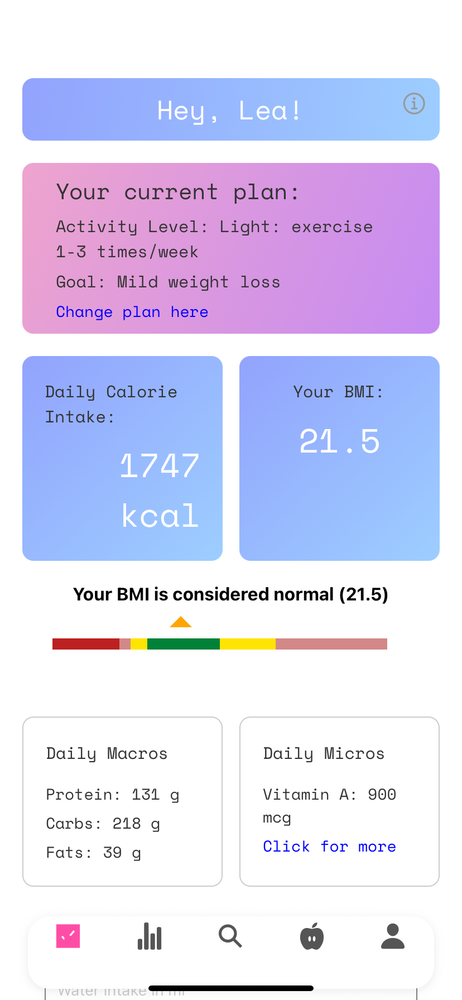 Hey, Lea!
Your current plan:
Activity Level: Light: exercise
1-3 times/week
Goal: Mild weight loss
Change plan here
Daily Calorie
Intake:
1747
kcal
Your BMI:
21.5
Your BMI is considered normal (21.5)
Daily Macros
Protein: 131 g
Carbs: 218 g
Fats: 39 g
Daily Micros
Vitamin A: 900
mcg
Click for more
Water intake in ml